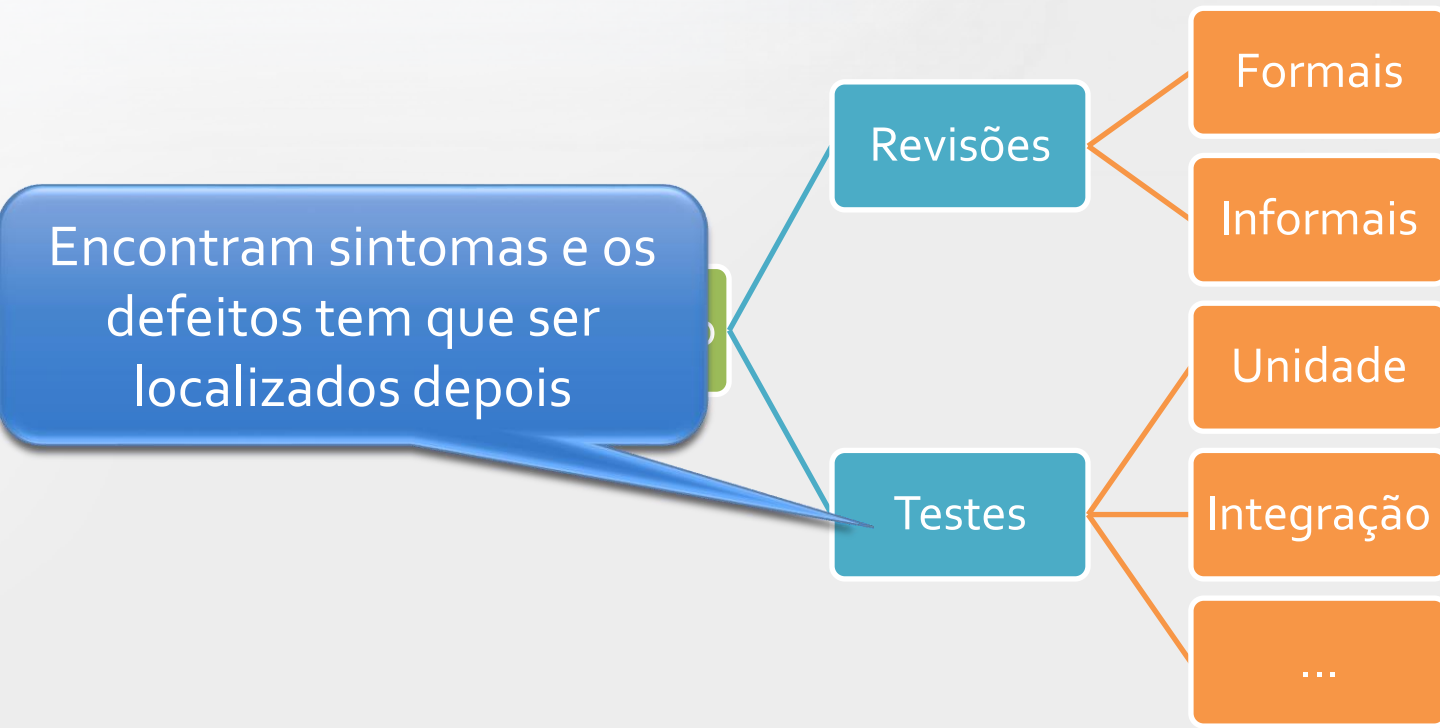 Formais
Revisões
Informais
Encontram sintomas e os
defeitos tem que ser
localizados depois
Unidade
Testes
Integração
...